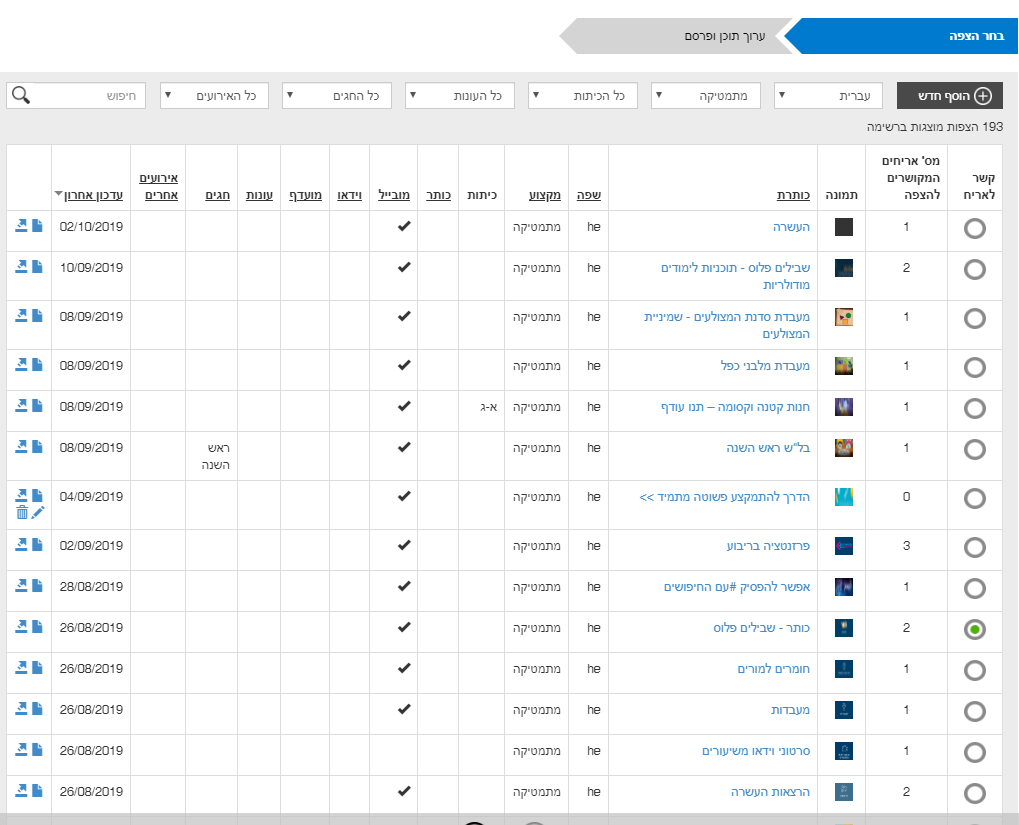 בחר הצפה
ערוך תוכן ופרסם
הוסף חדש
עברית
מתמטיקה
כל הכיתות
כל העונות
כל החגים
כל האירועים
חיפוש
193 הצפות מוצגות ברשימה
קשר לאריח
מס' אריחים המקושרים להצפה
תמונה
כותרת
שפה
מקצוע
כיתות
כותר
מובייל
וידאו
מועדף
עונות
חגים
אירועים אחרים
עדכון אחרון
1 העשרה he מתמטיקה 02/10/2019
2 שבילים פלוס - תוכניות לימודים מודולריות he מתמטיקה 10/09/2019
1 מעבדת סדנת המצולעים - שמיניית המצולעים he מתמטיקה 08/09/2019
1 מעבדת מלבני כפל he מתמטיקה 08/09/2019
1 חנות קטנה וקסומה – תנו עודף he מתמטיקה א-ג 08/09/2019
1 בל"ש ראש השנה he מתמטיקה ראש השנה 08/09/2019
0 הדרך להתמקצע פשוטה מתמיד >> he מתמטיקה 04/09/2019
3 פרזנטציה בריבוע he מתמטיקה 02/09/2019
1 אפשר להפסיק #עם החיפושים he מתמטיקה 28/08/2019
2 כותר - שבילים פלוס he מתמטיקה 26/08/2019
1 חומרים למורים he מתמטיקה 26/08/2019
1 מעבדות he מתמטיקה 26/08/2019
1 סרטוני וידאו משיעורים he מתמטיקה 26/08/2019
2 הרצאות העשרה he מתמטיקה 26/08/2019